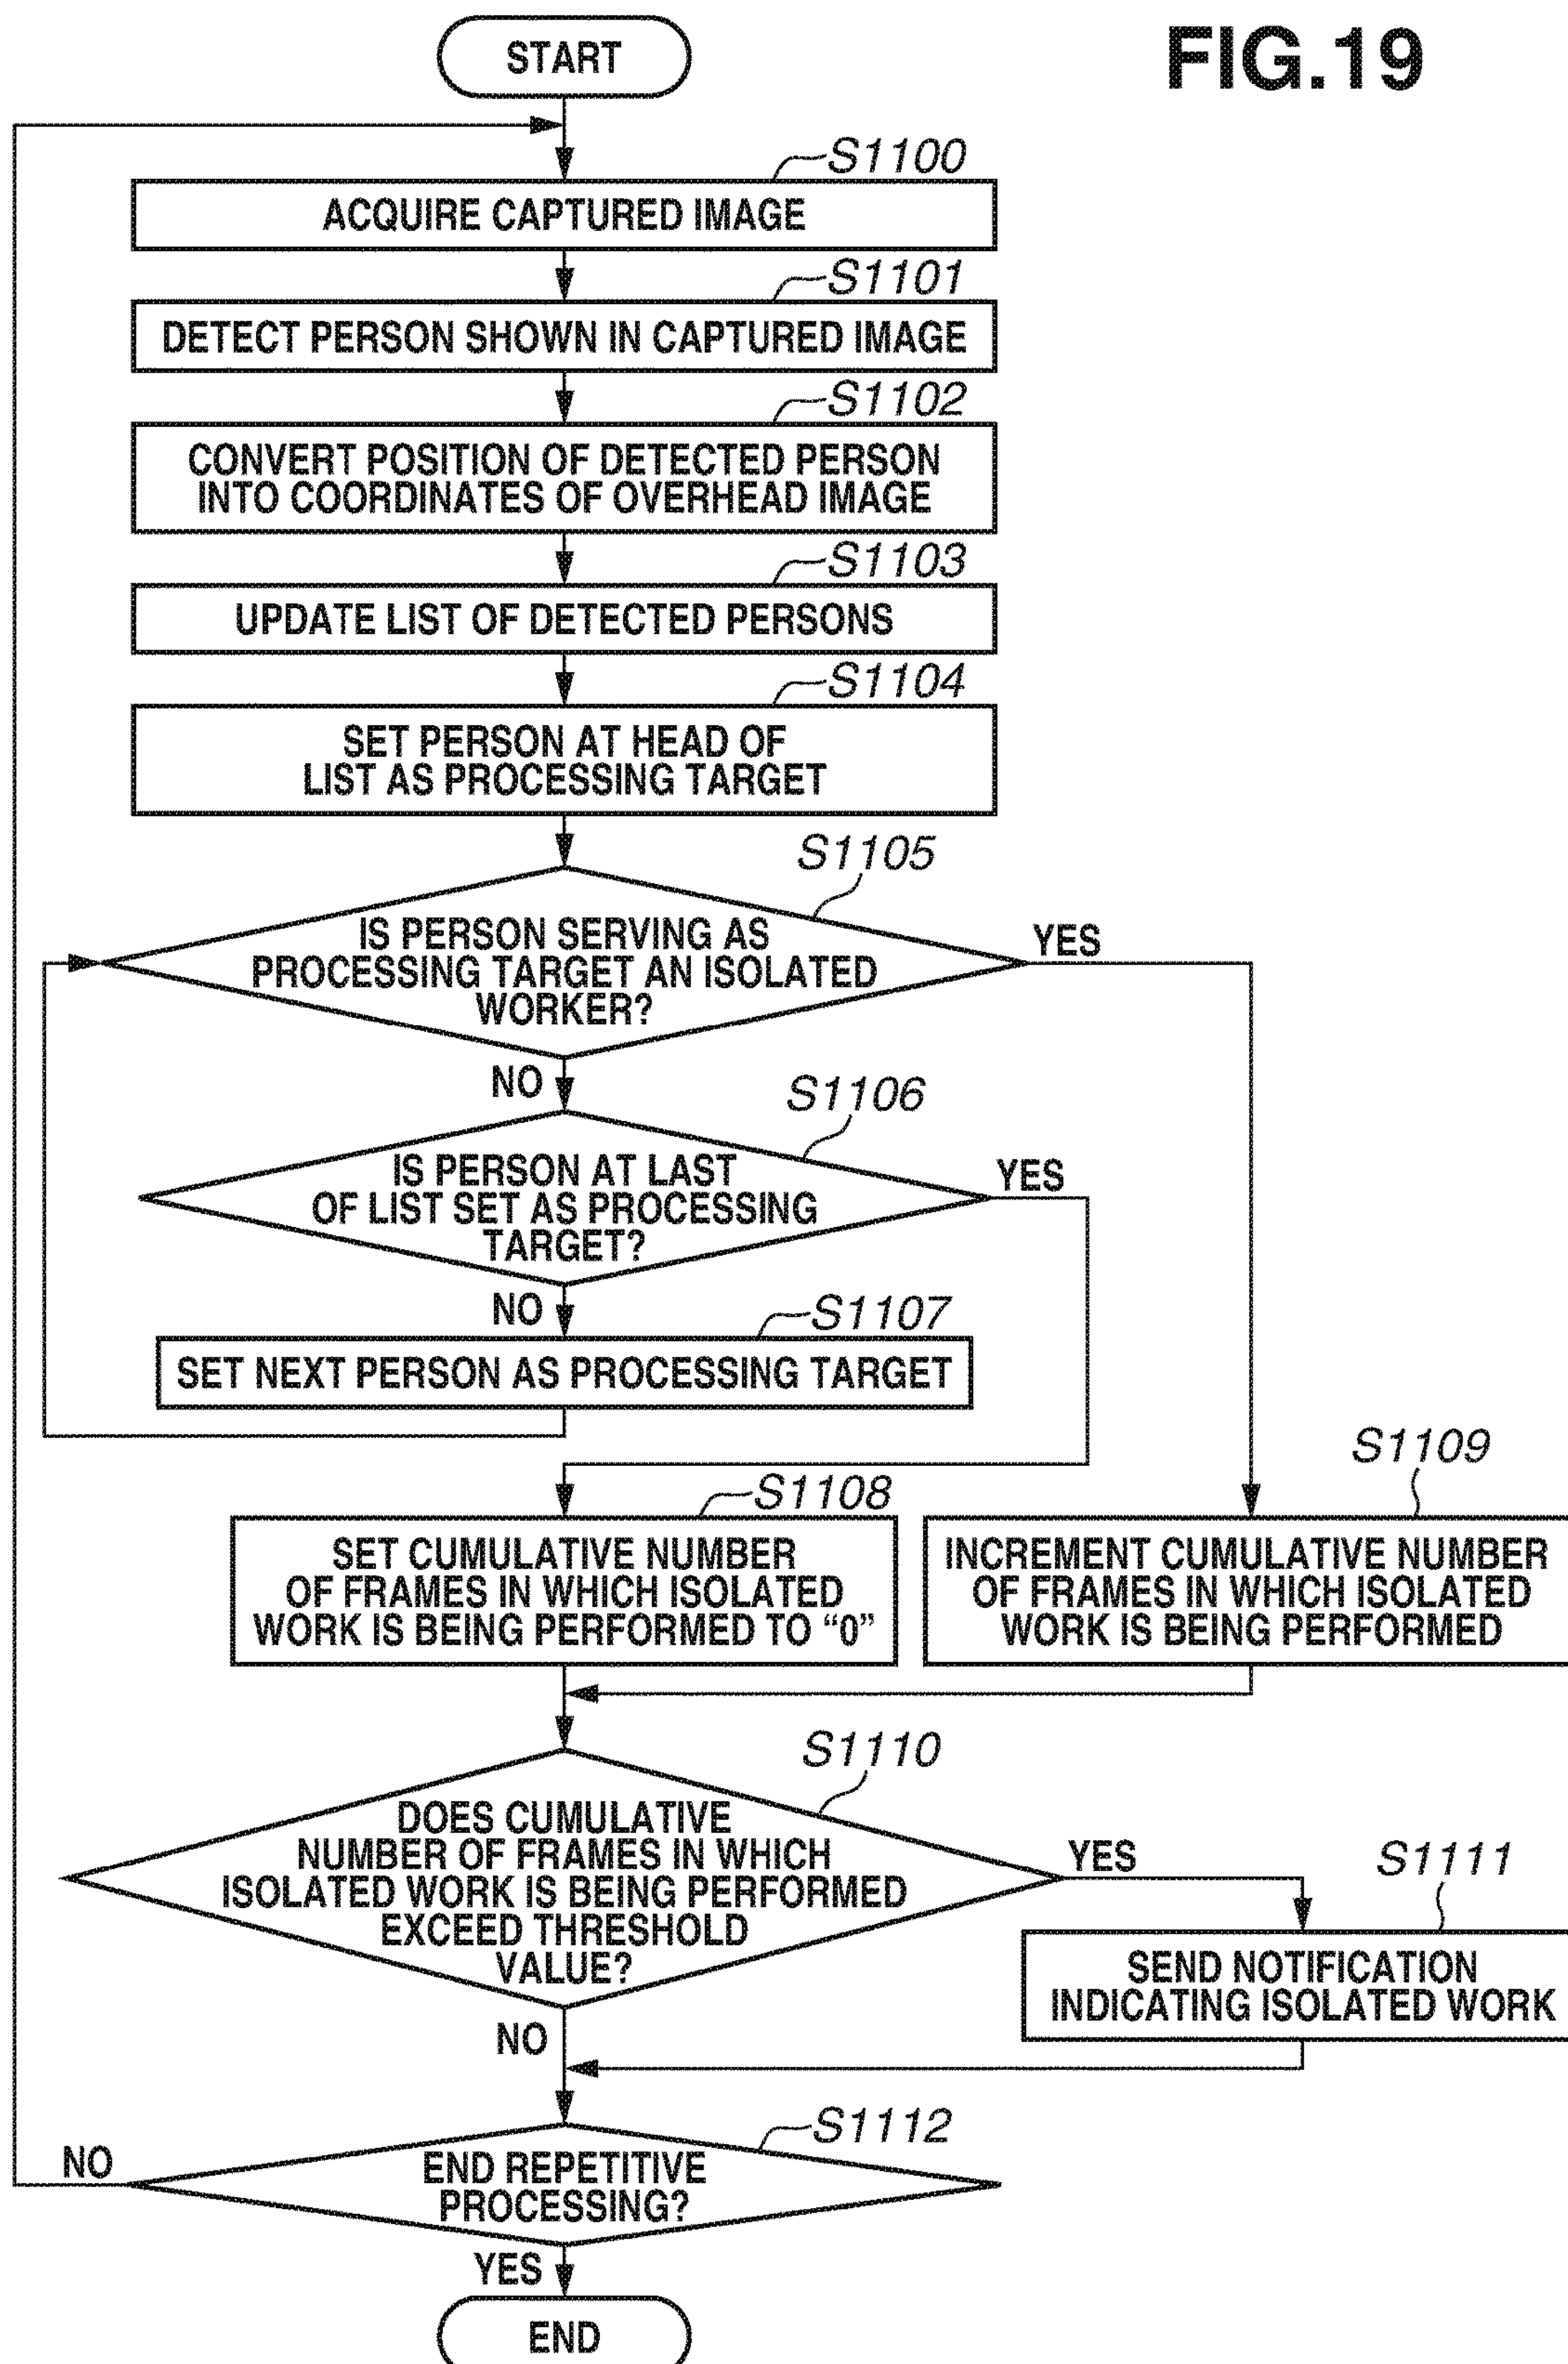 FIG.19
START
S1100
ACQUIRE CAPTURED IMAGE
S1101
DETECT PERSON SHOWN IN CAPTURED IMAGE
S1102
CONVERT POSITION OF DETECTED PERSON
INTO COORDINATES OF OVERHEAD IMAGE
S1103
UPDATE LIST OF DETECTED PERSONS
S1104
SET PERSON AT HEAD OF
LIST AS PROCESSING TARGET
S1105
IS PERSON SERVING AS
PROCESSING TARGET AN ISOLATED
WORKER?
YES
NO
S1106
IS PERSON AT LAST
OF LIST SET AS PROCESSING
TARGET?
YES
NO
S1107
SET NEXT PERSON AS PROCESSING TARGET
S1108
SET CUMULATIVE NUMBER
OF FRAMES IN WHICH ISOLATED
WORK IS BEING PERFORMED TO “0”
S1109
INCREMENT CUMULATIVE NUMBER
OF FRAMES IN WHICH ISOLATED
WORK IS BEING PERFORMED
S1110
DOES CUMULATIVE
NUMBER OF FRAMES IN WHICH
ISOLATED WORK IS BEING PERFORMED
EXCEED THRESHOLD
VALUE?
YES
NO
S1111
SEND NOTIFICATION
INDICATING ISOLATED WORK
S1112
END REPETITIVE
PROCESSING?
NO
YES
END